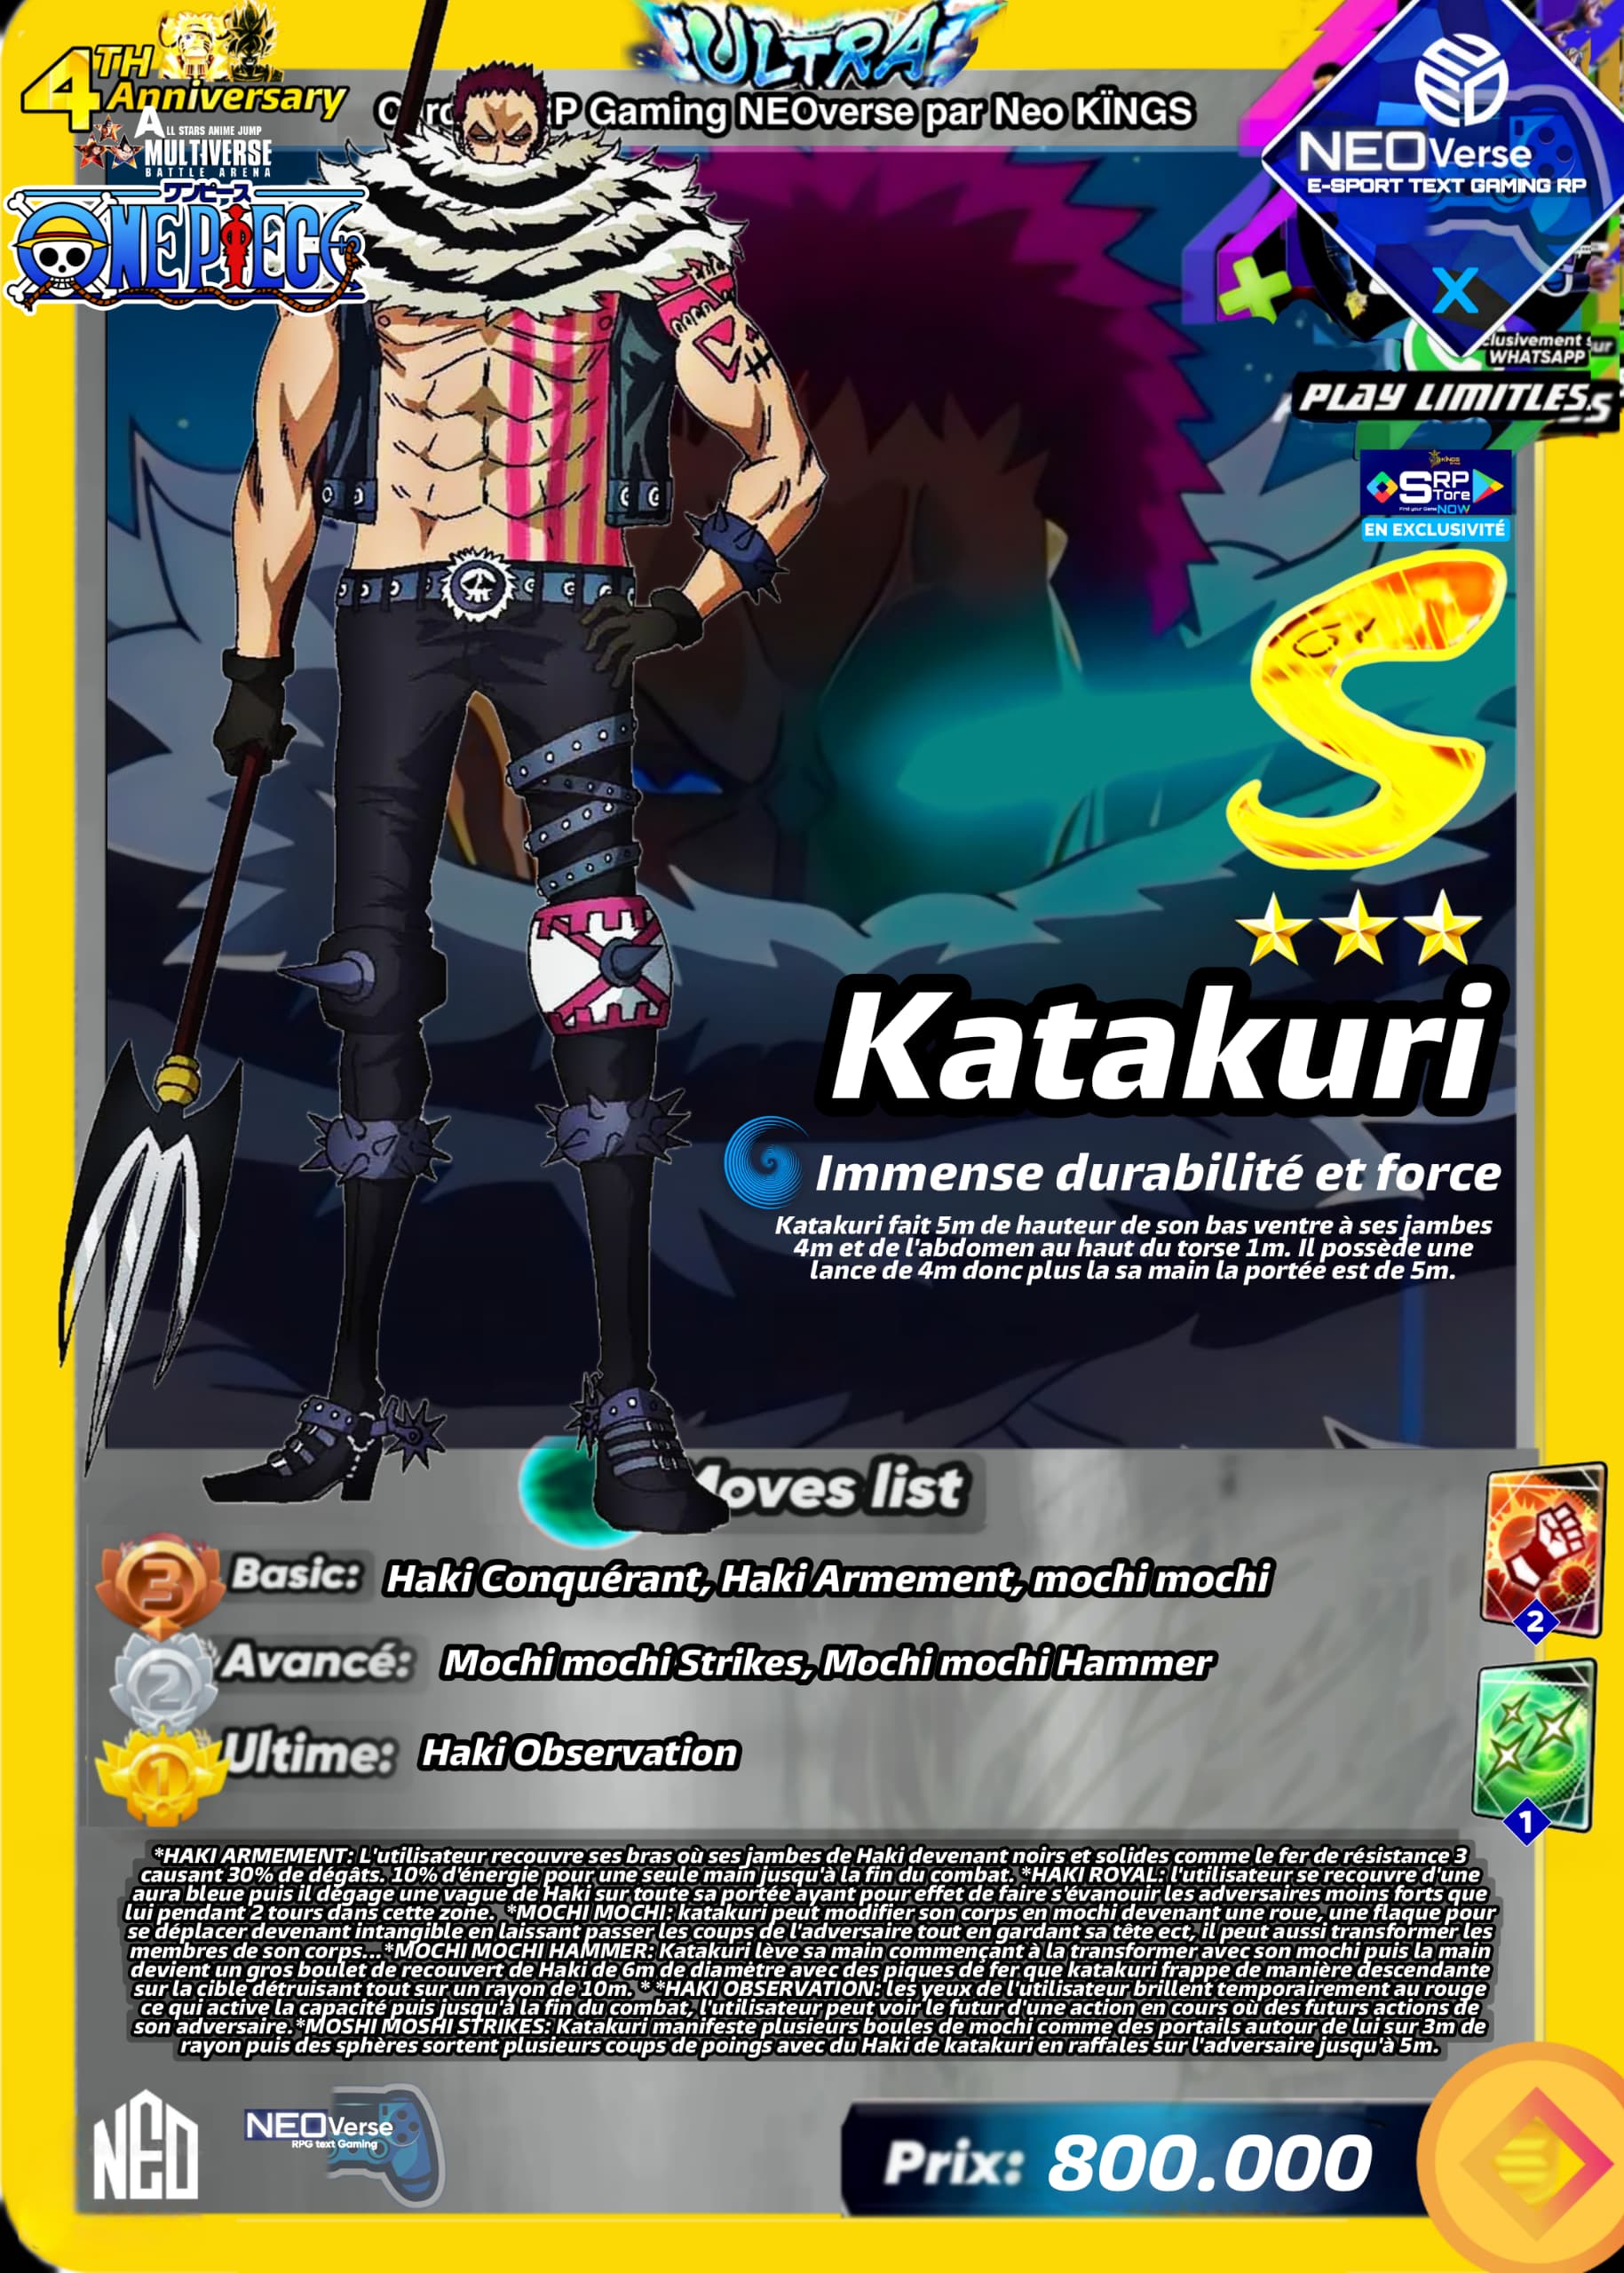 4TH
Anniversary
ULTRA
P Gaming NEOverse par Neo KÏNGS
ALL STARS ANIME JUMP
MULTIVERSE
BATTLE ARENA
ワンピース
ONE PIECE
NEOVerse
E-SPORT TEXT GAMING RP
X
WHATSAPP
PLAY LIMITLESS
SRP
Tore
Find your Game NOW
EN EXCLUSIVITÉ
S
Katakuri
Immense durabilité et force
Katakuri fait 5m de hauteur de son bas ventre à ses jambes
4m et de l'abdomen au haut du torse 1m. Il possède une
lance de 4m donc plus la sa main la portée est de 5m.
Moves list
3 Basic: Haki Conquérant, Haki Armement, mochi mochi
2
2 Avancé: Mochi mochi Strikes, Mochi mochi Hammer
1 Ultime: Haki Observation
1
*HAKI ARMEMENT: L'utilisateur recouvre ses bras où ses jambes de Haki devenant noirs et solides comme le fer de résistance 3
causant 30% de dégâts. 10% d'énergie pour une seule main jusqu'à la fin du combat. *HAKI ROYAL: l'utilisateur se recouvre d'une
aura bleue puis il dégage une vague de Haki sur toute sa portée ayant pour effet de faire s'évanouir les adversaires moins forts que
lui pendant 2 tours dans cette zone. *MOCHI MOCHI: katakuri peut modifier son corps en mochi devenant une roue, une flaque pour
se déplacer devenant intangible en laissant passer les coups de l'adversaire tout en gardant sa tête ect, il peut aussi transformer les
membres de son corps...*MOCHI MOCHI HAMMER: Katakuri lève sa main commençant à la transformer avec son mochi puis la main
devient un gros boulet de recouvert de Haki de 6m de diamètre avec des piques de fer que katakuri frappe de manière descendante
sur la cible détruisant tout sur un rayon de 10m. * *HAKI OBSERVATION: les yeux de l'utilisateur brillent temporairement au rouge
ce qui active la capacité puis jusqu'à la fin du combat, l'utilisateur peut voir le futur d'une action en cours où des futurs actions de
son adversaire.*MOSHI MOSHI STRIKES: Katakuri manifeste plusieurs boules de mochi comme des portails autour de lui sur 3m de
rayon puis des sphères sortent plusieurs coups de poings avec du Haki de katakuri en raffales sur l'adversaire jusqu'à 5m.
NEO
NEOVerse
RPG text Gaming
Prix: 800.000